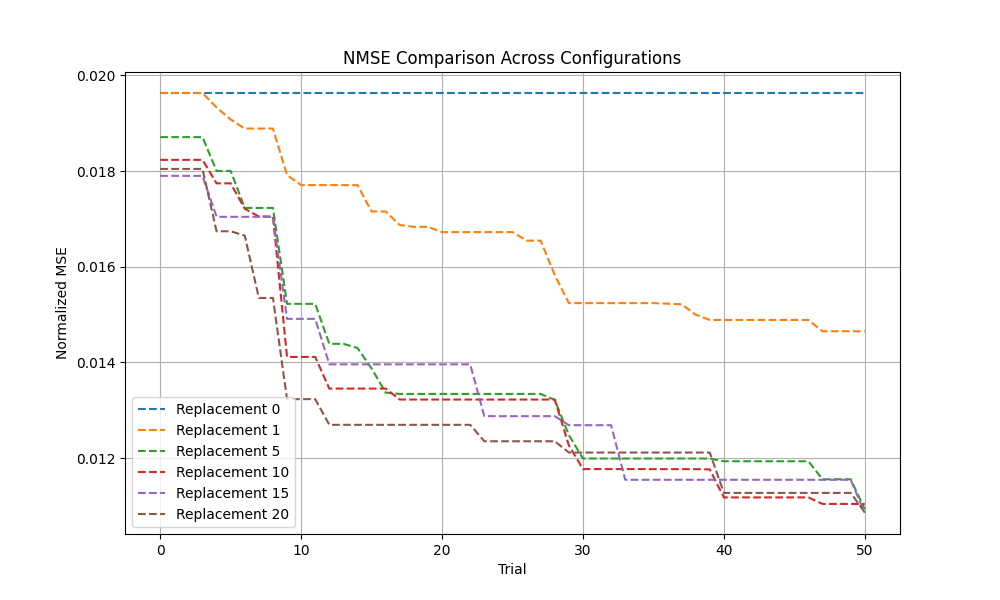 NMSE Comparison Across Configurations
Normalized MSE
0.020
0.018
0.016
0.014
0.012
Replacement 0
Replacement 1
Replacement 5
Replacement 10
Replacement 15
Replacement 20
0 10 20 30 40 50
Trial